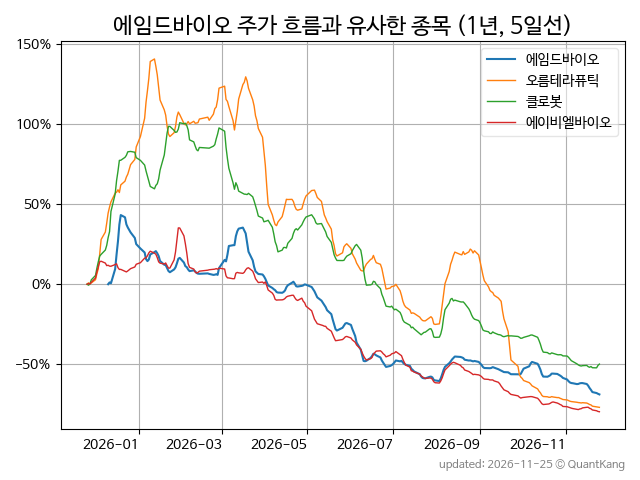 에임드바이오 주가 흐름과 유사한 종목 (1년, 5일선)
150%
100%
50%
0%
−50%
에임드바이오
오름테라퓨틱
클로봇
에이비엘바이오
2026-01
2026-03
2026-05
2026-07
2026-09
2026-11
updated: 2026-11-25 © QuantKang